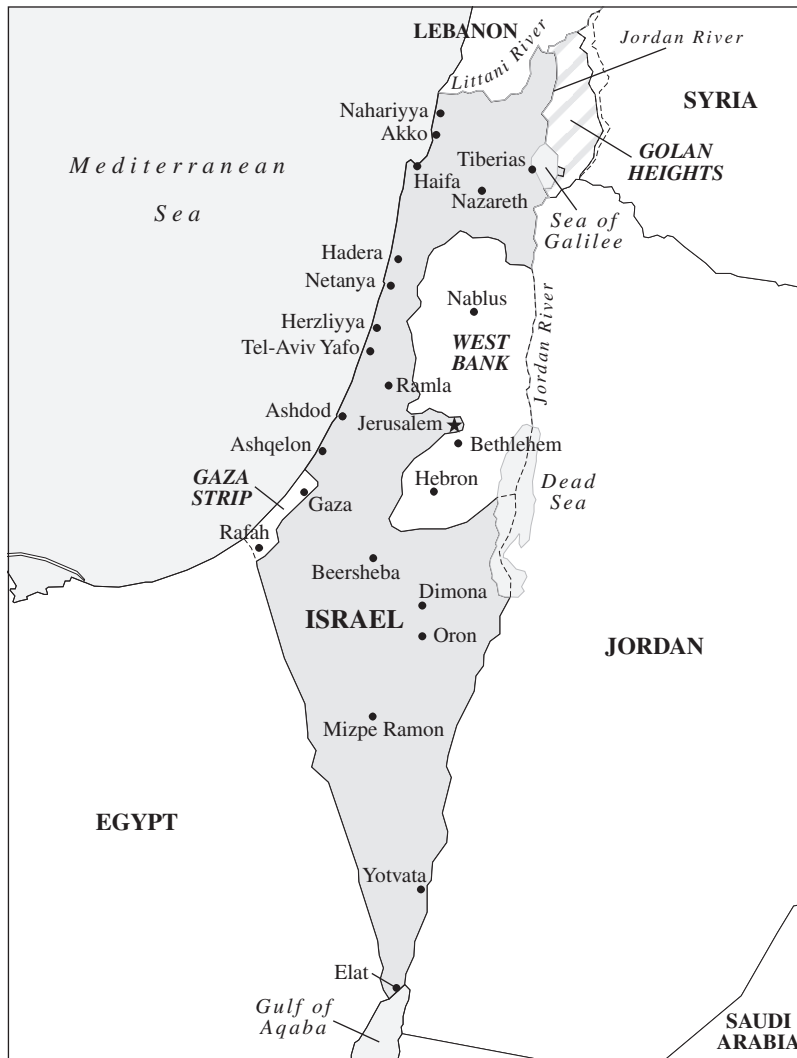 LEBANON
Littani River
Jordan River
SYRIA
Nahariyya
Akko
Mediterranean
Sea
Tiberias
GOLAN
HEIGHTS
Haifa
Nazareth
Sea of
Galilee
Hadera
Netanya
Nablus
Herzliyya
Tel-Aviv Yafo
WEST
BANK
Jordan River
Ramla
Ashdod
Jerusalem
Ashqelon
Bethlehem
GAZA
STRIP
Hebron
Dead
Sea
Gaza
Rafah
Beersheba
Dimona
ISRAEL
Oron
JORDAN
Mizpe Ramon
EGYPT
Yotvata
Elat
Gulf of
Aqaba
SAUDI
ARABIA